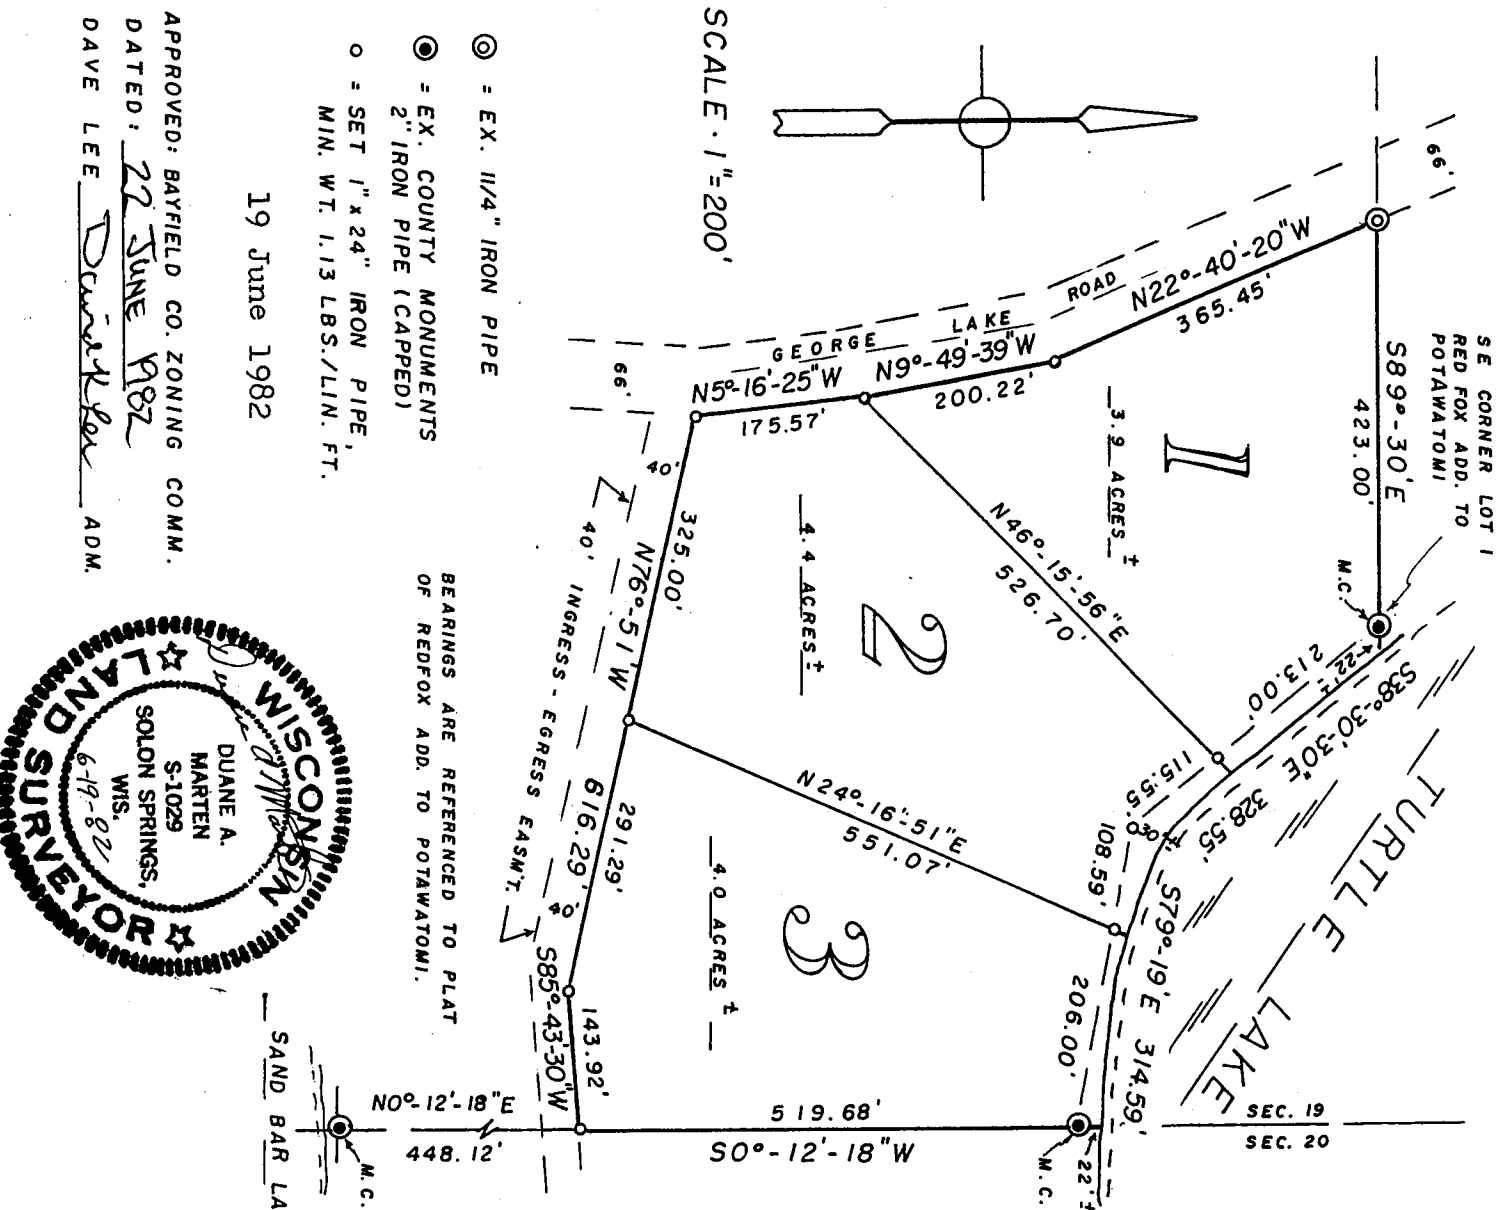 SE CORNER LOT 1
RED FOX ADD. TO
POTAWATOMI
66'
S89°-30'E
423.00'
M.C.
N22°-40'-20"W
365.45'
GEORGE LAKE ROAD
N9°-49'-39"W
200.22'
N5°-16'-25"W
175.57'
66'
1
3.9 ACRES ±
N46°-15'-56"E
526.70'
22'±
213.00'
S38°-30'-30"E
328.55'
115.55'
30'±
TURTLE LAKE
2
4.4 ACRES ±
N24°-16'-51"E
551.07'
108.59'
S79°-19'E 314.59'
206.00'
3
4.0 ACRES ±
40'
325.00'
N76°-51'W
616.29'
291.29'
40'
40' INGRESS - EGRESS EASM'T.
S85°-43'-30"W
143.92'
519.68'
S0°-12'-18"W
M.C.
22'±
SEC. 19
SEC. 20
N0°-12'-18"E
448.12'
M.C.
SAND BAR LA
SCALE · 1"=200'
= EX. 1 1/4" IRON PIPE
= EX. COUNTY MONUMENTS
2" IRON PIPE (CAPPED)
= SET 1" x 24" IRON PIPE,
MIN. WT. 1.13 LBS./LIN. FT.
19 June 1982
BEARINGS ARE REFERENCED TO PLAT
OF REDFOX ADD. TO POTAWATOMI.
APPROVED: BAYFIELD CO. ZONING COMM.
DATED: 22 JUNE 1982
DAVE LEE David Lee ADM.
WISCONSIN
LAND SURVEYOR
Duane A. Marten
DUANE A.
MARTEN
S-1029
SOLON SPRINGS,
WIS.
6-19-82